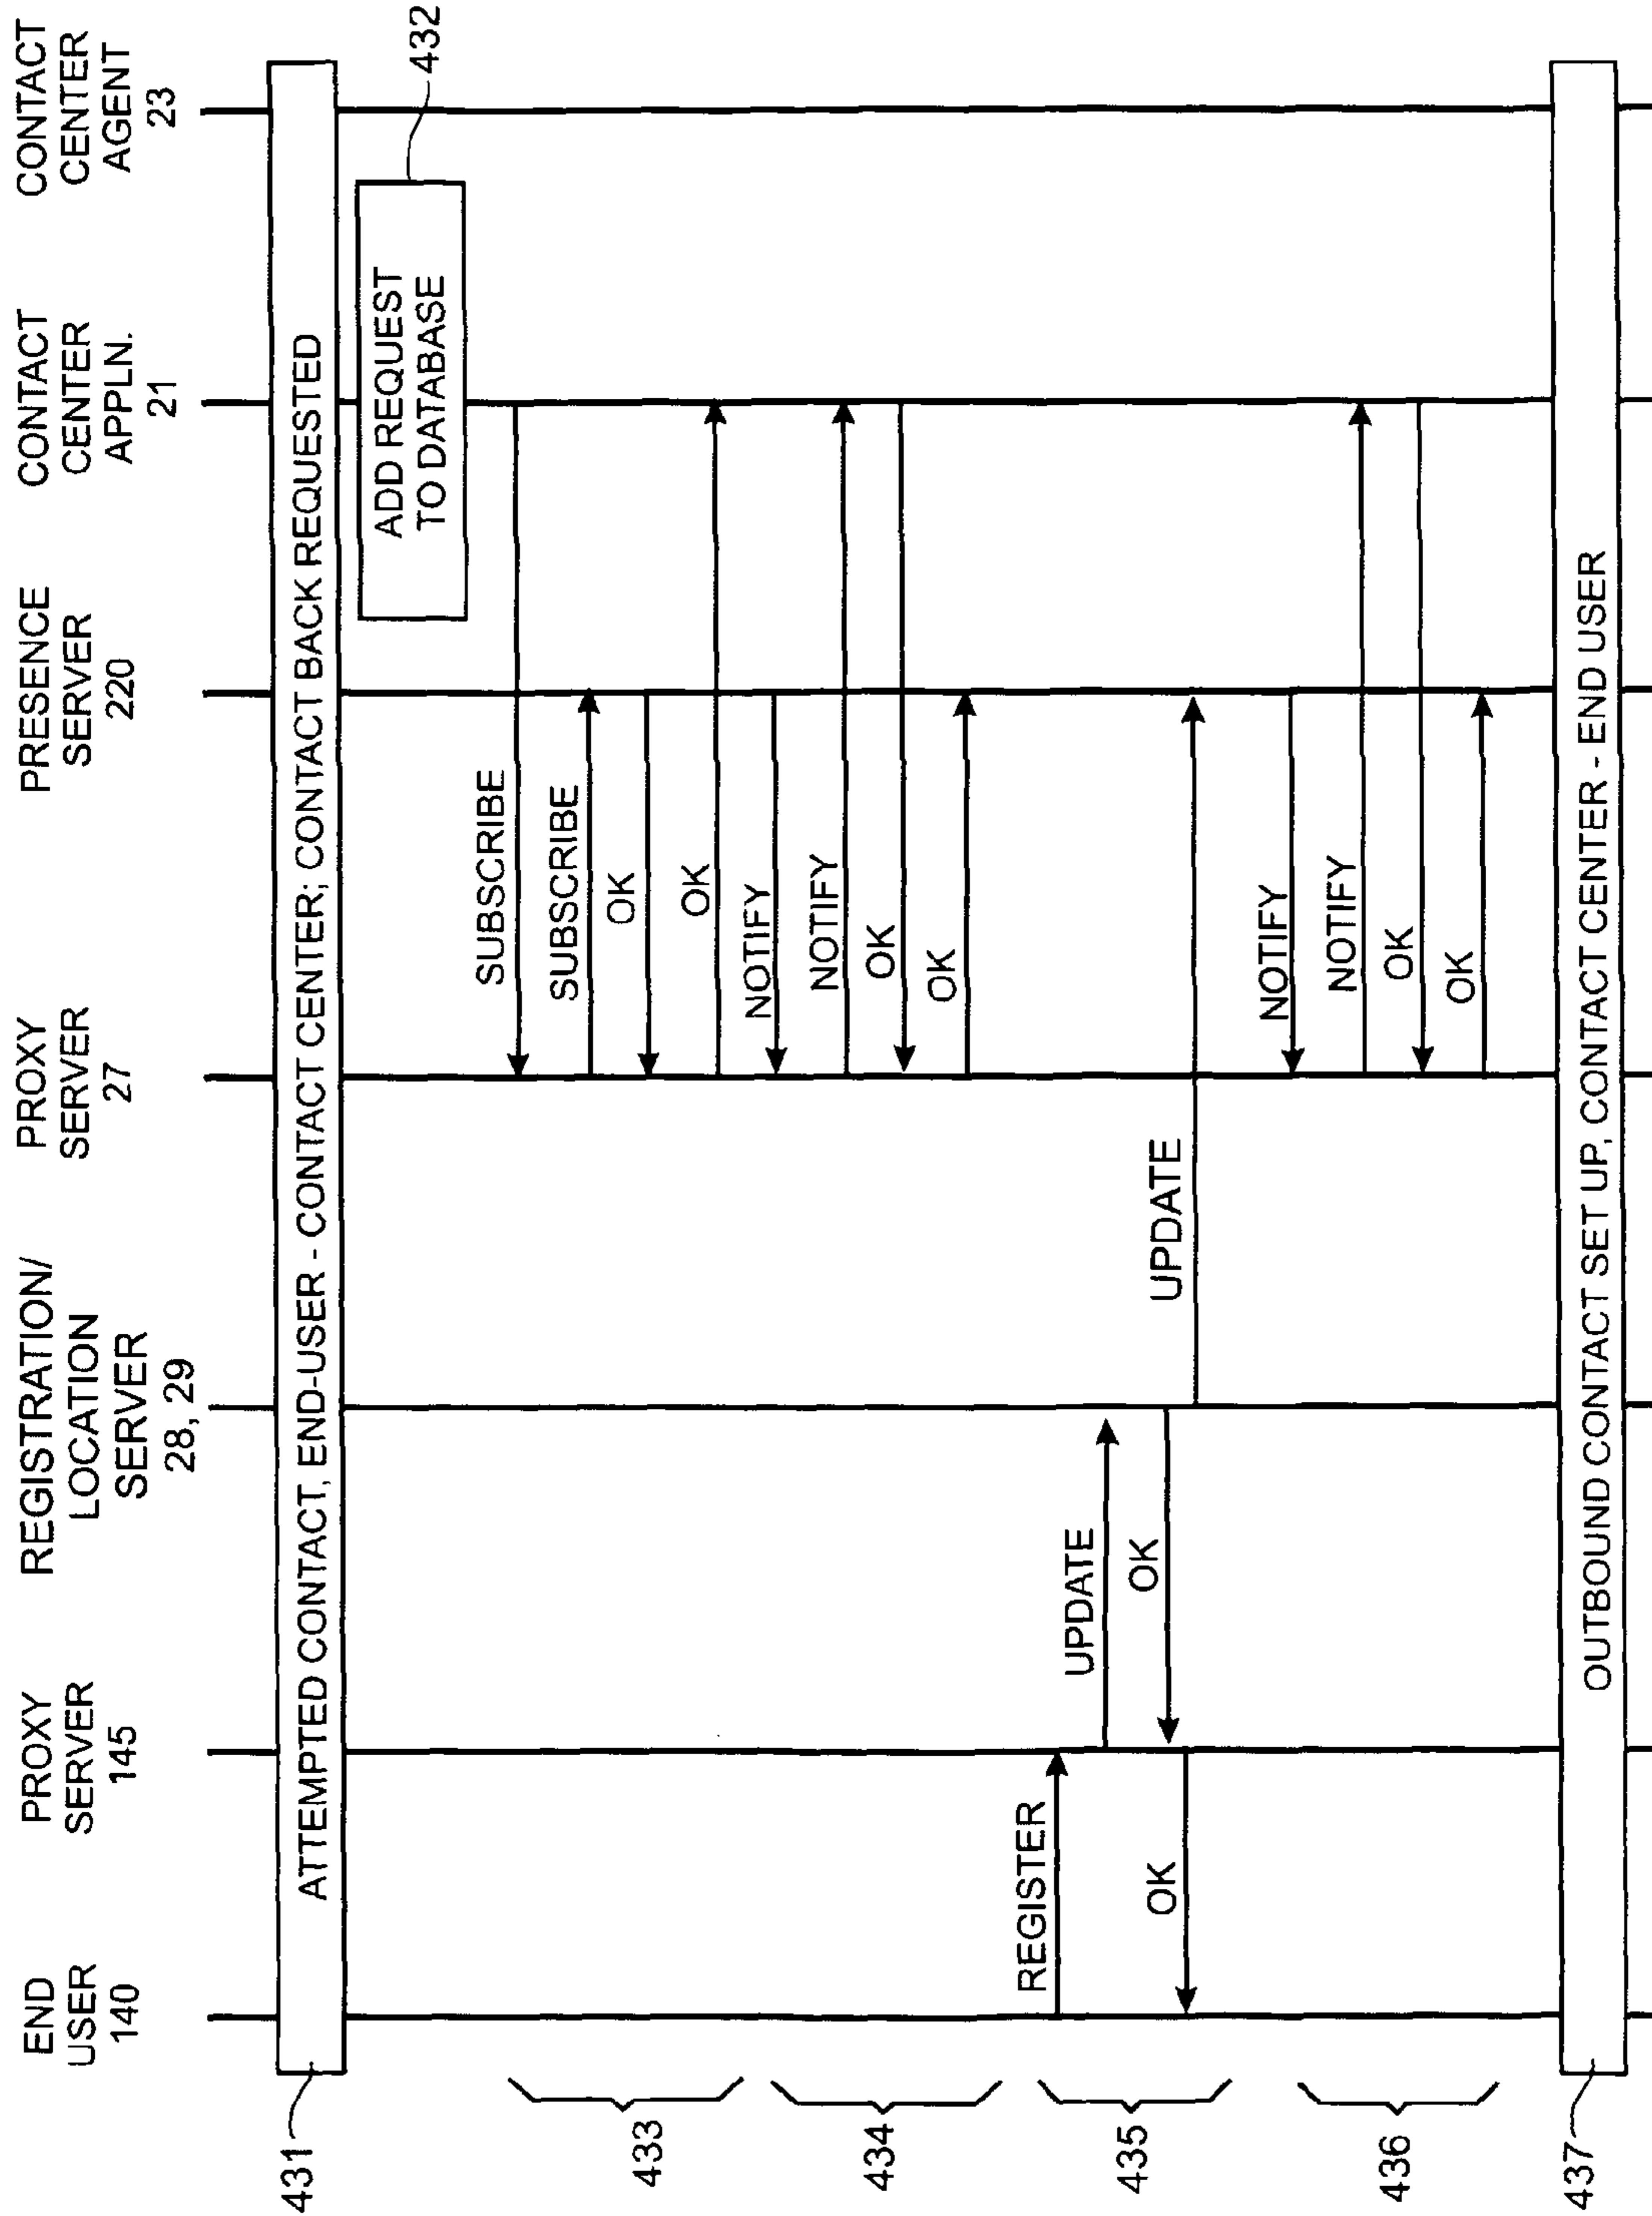 END
USER
140
PROXY
SERVER
145
REGISTRATION/
LOCATION
SERVER
28, 29
PROXY
SERVER
27
PRESENCE
SERVER
220
CONTACT
CENTER
APPLN.
21
CONTACT
CENTER
AGENT
23
431
ATTEMPTED CONTACT, END-USER - CONTACT CENTER; CONTACT BACK REQUESTED
ADD REQUEST
TO DATABASE
432
433
SUBSCRIBE
SUBSCRIBE
OK
OK
434
NOTIFY
NOTIFY
OK
OK
435
REGISTER
UPDATE
OK
OK
UPDATE
436
NOTIFY
NOTIFY
OK
OK
437
OUTBOUND CONTACT SET UP, CONTACT CENTER - END USER